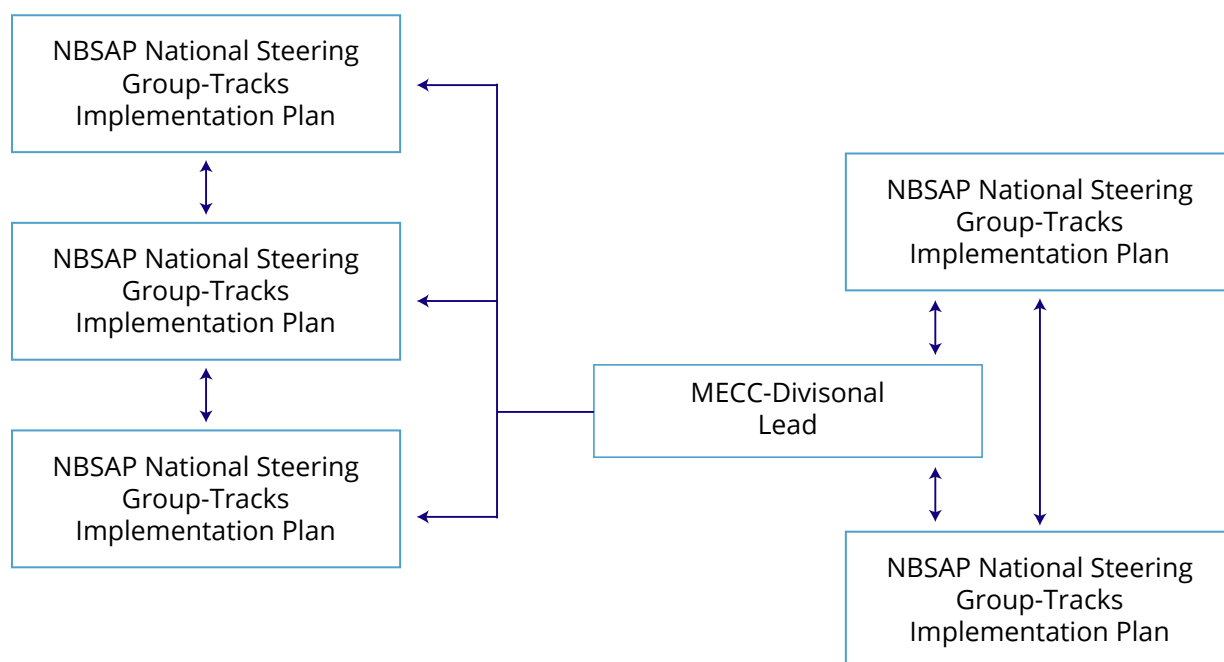 NBSAP National Steering
Group-Tracks
Implementation Plan
NBSAP National Steering
Group-Tracks
Implementation Plan
NBSAP National Steering
Group-Tracks
Implementation Plan
MECC-Divisonal
Lead
NBSAP National Steering
Group-Tracks
Implementation Plan
NBSAP National Steering
Group-Tracks
Implementation Plan